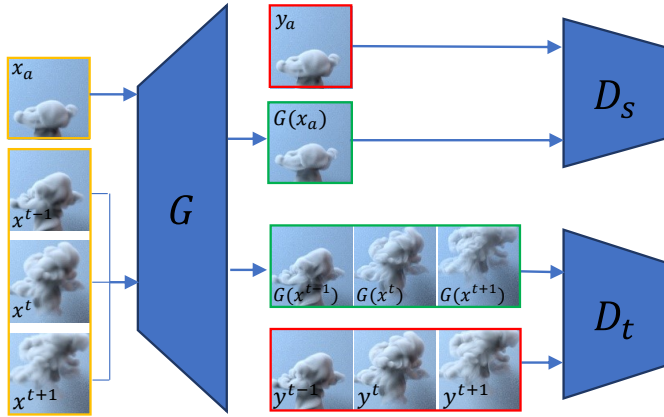 x_a
x^{t-1}
x^t
x^{t+1}
G
y_a
G(x_a)
G(x^{t-1})
G(x^t)
G(x^{t+1})
y^{t-1}
y^t
y^{t+1}
D_s
D_t